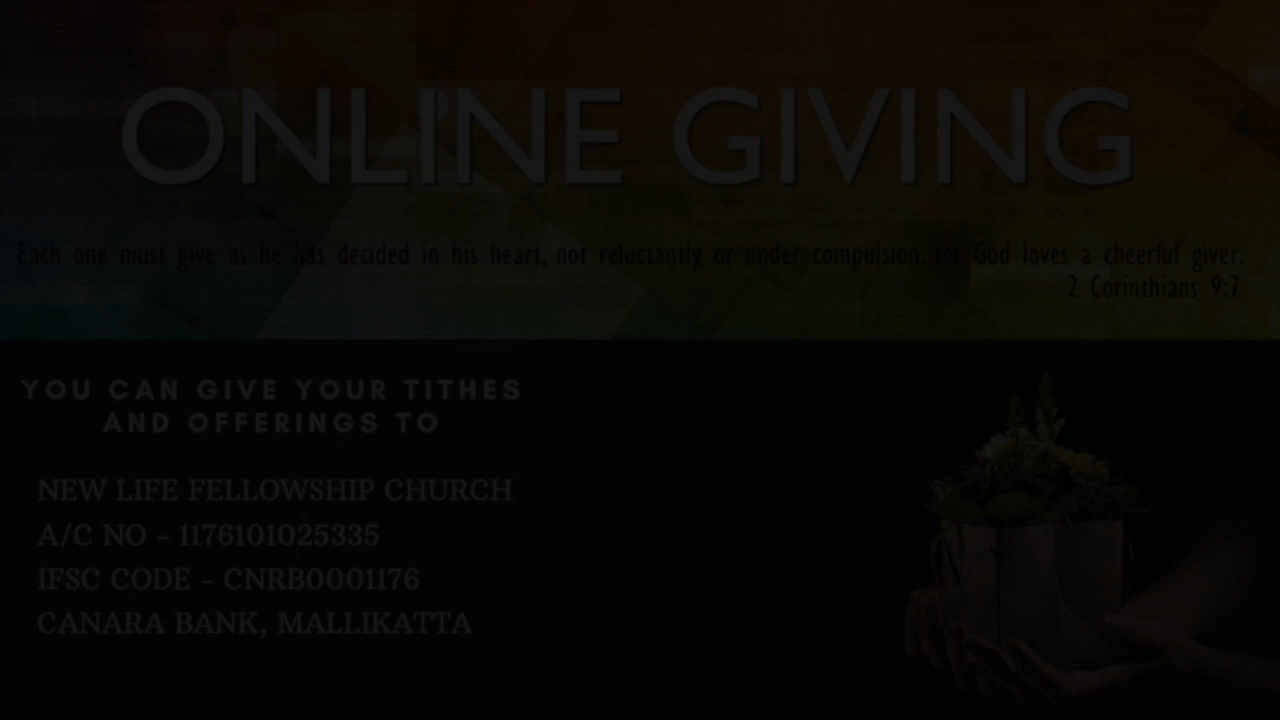 ONLINE GIVING
Each one must give as he has decided in his heart, not reluctantly or under compulsion, for God loves a cheerful giver.
2 Corinthians 9:7
YOU CAN GIVE YOUR TITHES
AND OFFERINGS TO
NEW LIFE FELLOWSHIP CHURCH
A/C NO - 1176101025335
IFSC CODE - CNRB0001176
CANARA BANK, MALLIKATTA